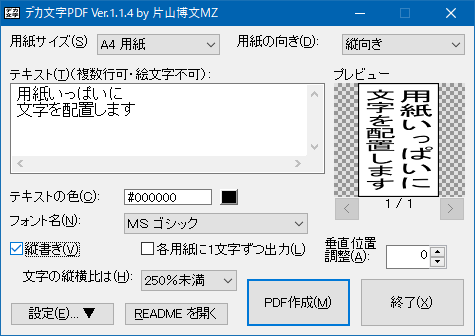 デカ文字PDF Ver.1.1.4 by 片山博文MZ
用紙サイズ(S) A4 用紙 用紙の向き(D): 縦向き
テキスト(T)(複数行可・絵文字不可): プレビュー
用紙いっぱいに
文字を配置します
用紙いっぱいに
文字を配置します
1 / 1
テキストの色(C): #000000
フォント名(N): MS ゴシック
縦書き(V) 各用紙に1文字ずつ出力(L) 垂直位置
調整(A): 0
文字の縦横比は(H): 250%未満
設定(E)...▼ READMEを開く PDF作成(M) 終了(X)